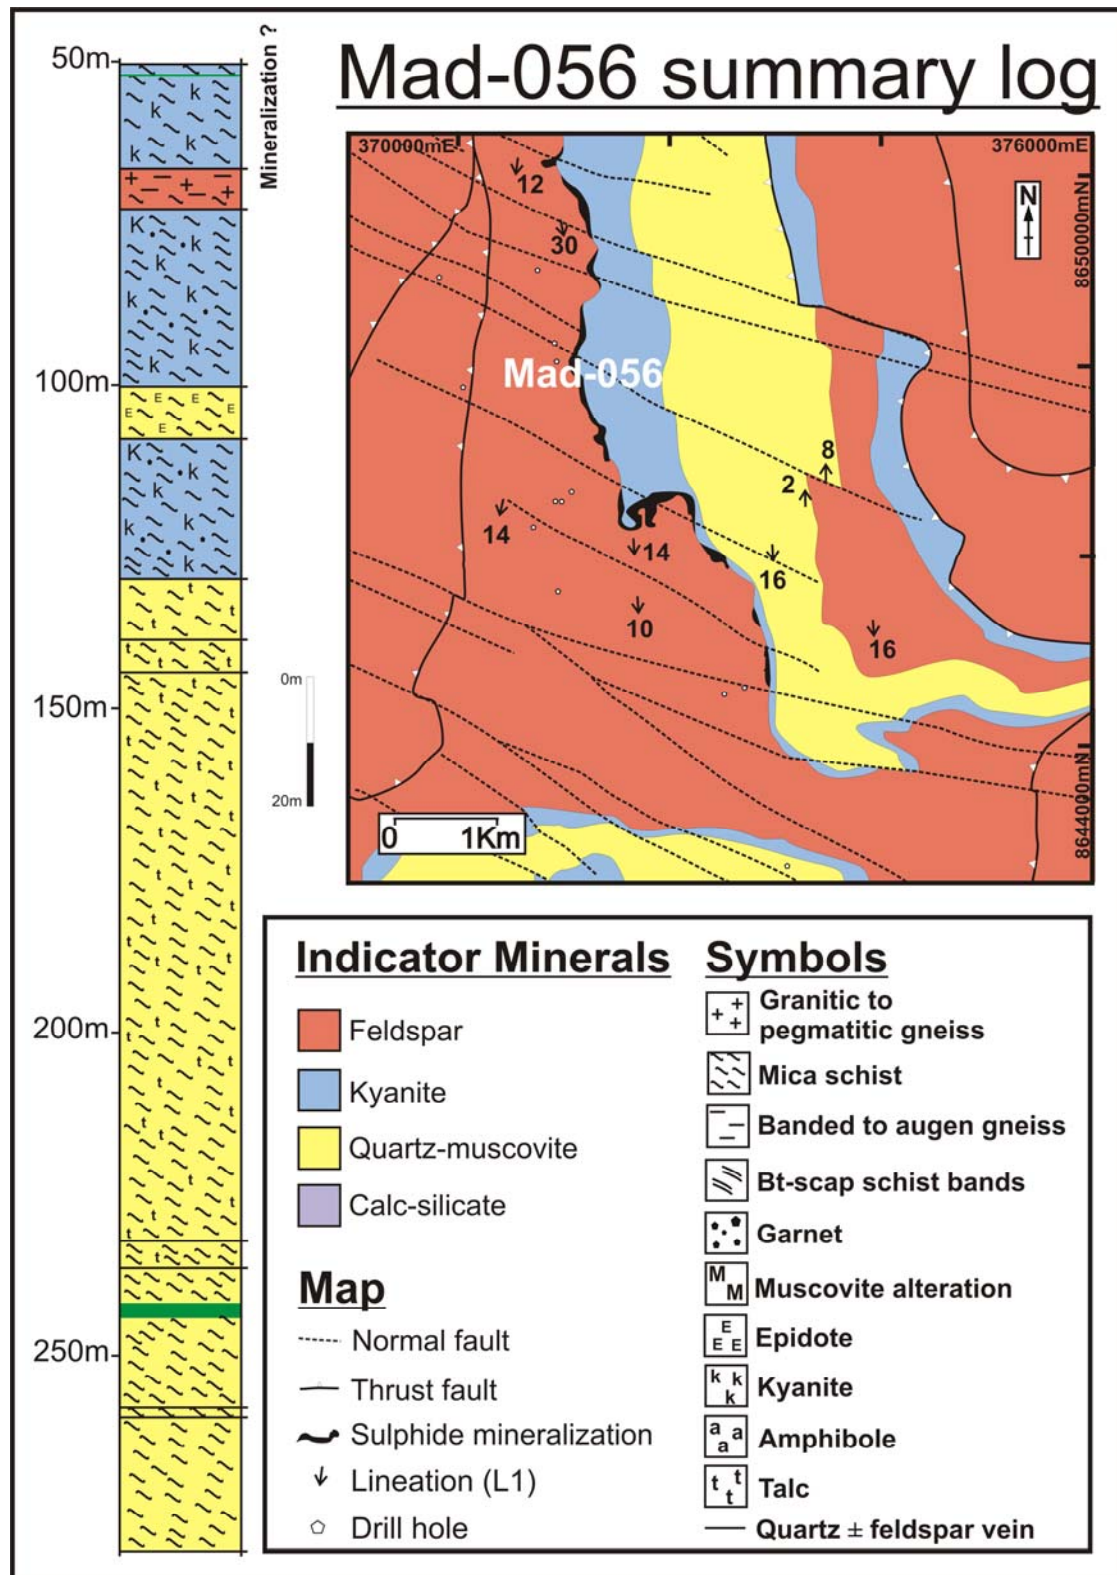 Mad-056 summary log
50m
100m
150m
200m
250m
Mineralization ?
k
k
k
k
K
k
k
k
k
k
E
E
E
E
E
K
k
k
k
k
t
t
t
t
t
0m
20m
370000mE
376000mE
8650000mN
8644000mN
N
12
30
Mad-056
8
2
14
14
16
10
16
0 1Km
Indicator Minerals
Feldspar
Kyanite
Quartz-muscovite
Calc-silicate
Map
Normal fault
Thrust fault
Sulphide mineralization
Lineation (L1)
Drill hole
Symbols
Granitic to
pegmatitic gneiss
Mica schist
Banded to augen gneiss
Bt-scap schist bands
Garnet
M
M
Muscovite alteration
E
E E
Epidote
k k
k
Kyanite
a a
a
Amphibole
t t
t
Talc
Quartz ± feldspar vein